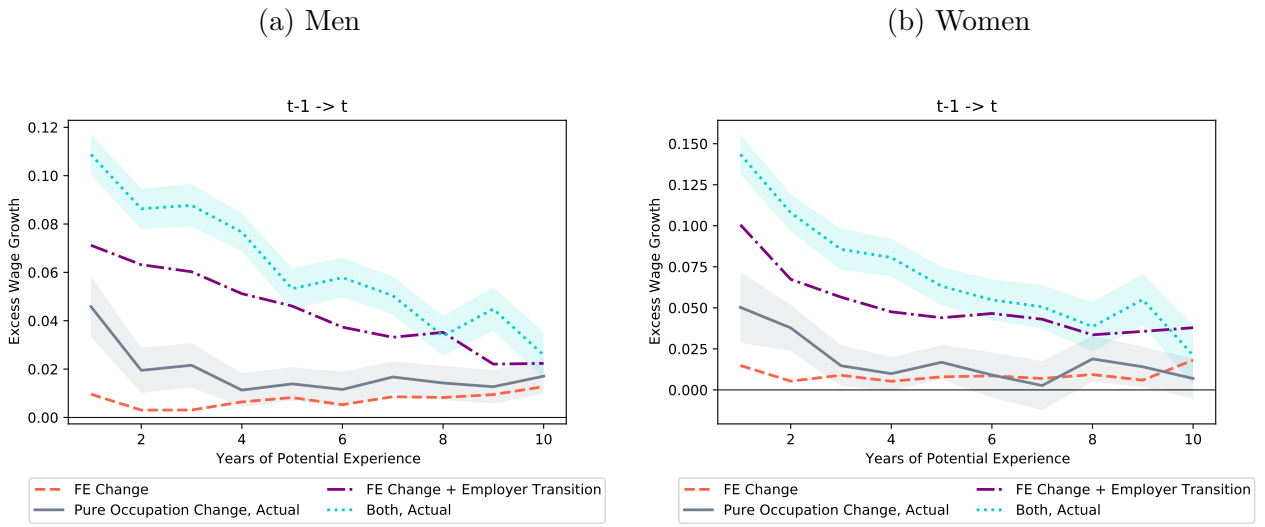 (a) Men
t-1 -> t
Excess Wage Growth
0.12
0.10
0.08
0.06
0.04
0.02
0.00
2 4 6 8 10
Years of Potential Experience
FE Change
Pure Occupation Change, Actual
FE Change + Employer Transition
Both, Actual
(b) Women
t-1 -> t
Excess Wage Growth
0.150
0.125
0.100
0.075
0.050
0.025
0.000
2 4 6 8 10
Years of Potential Experience
FE Change
Pure Occupation Change, Actual
FE Change + Employer Transition
Both, Actual